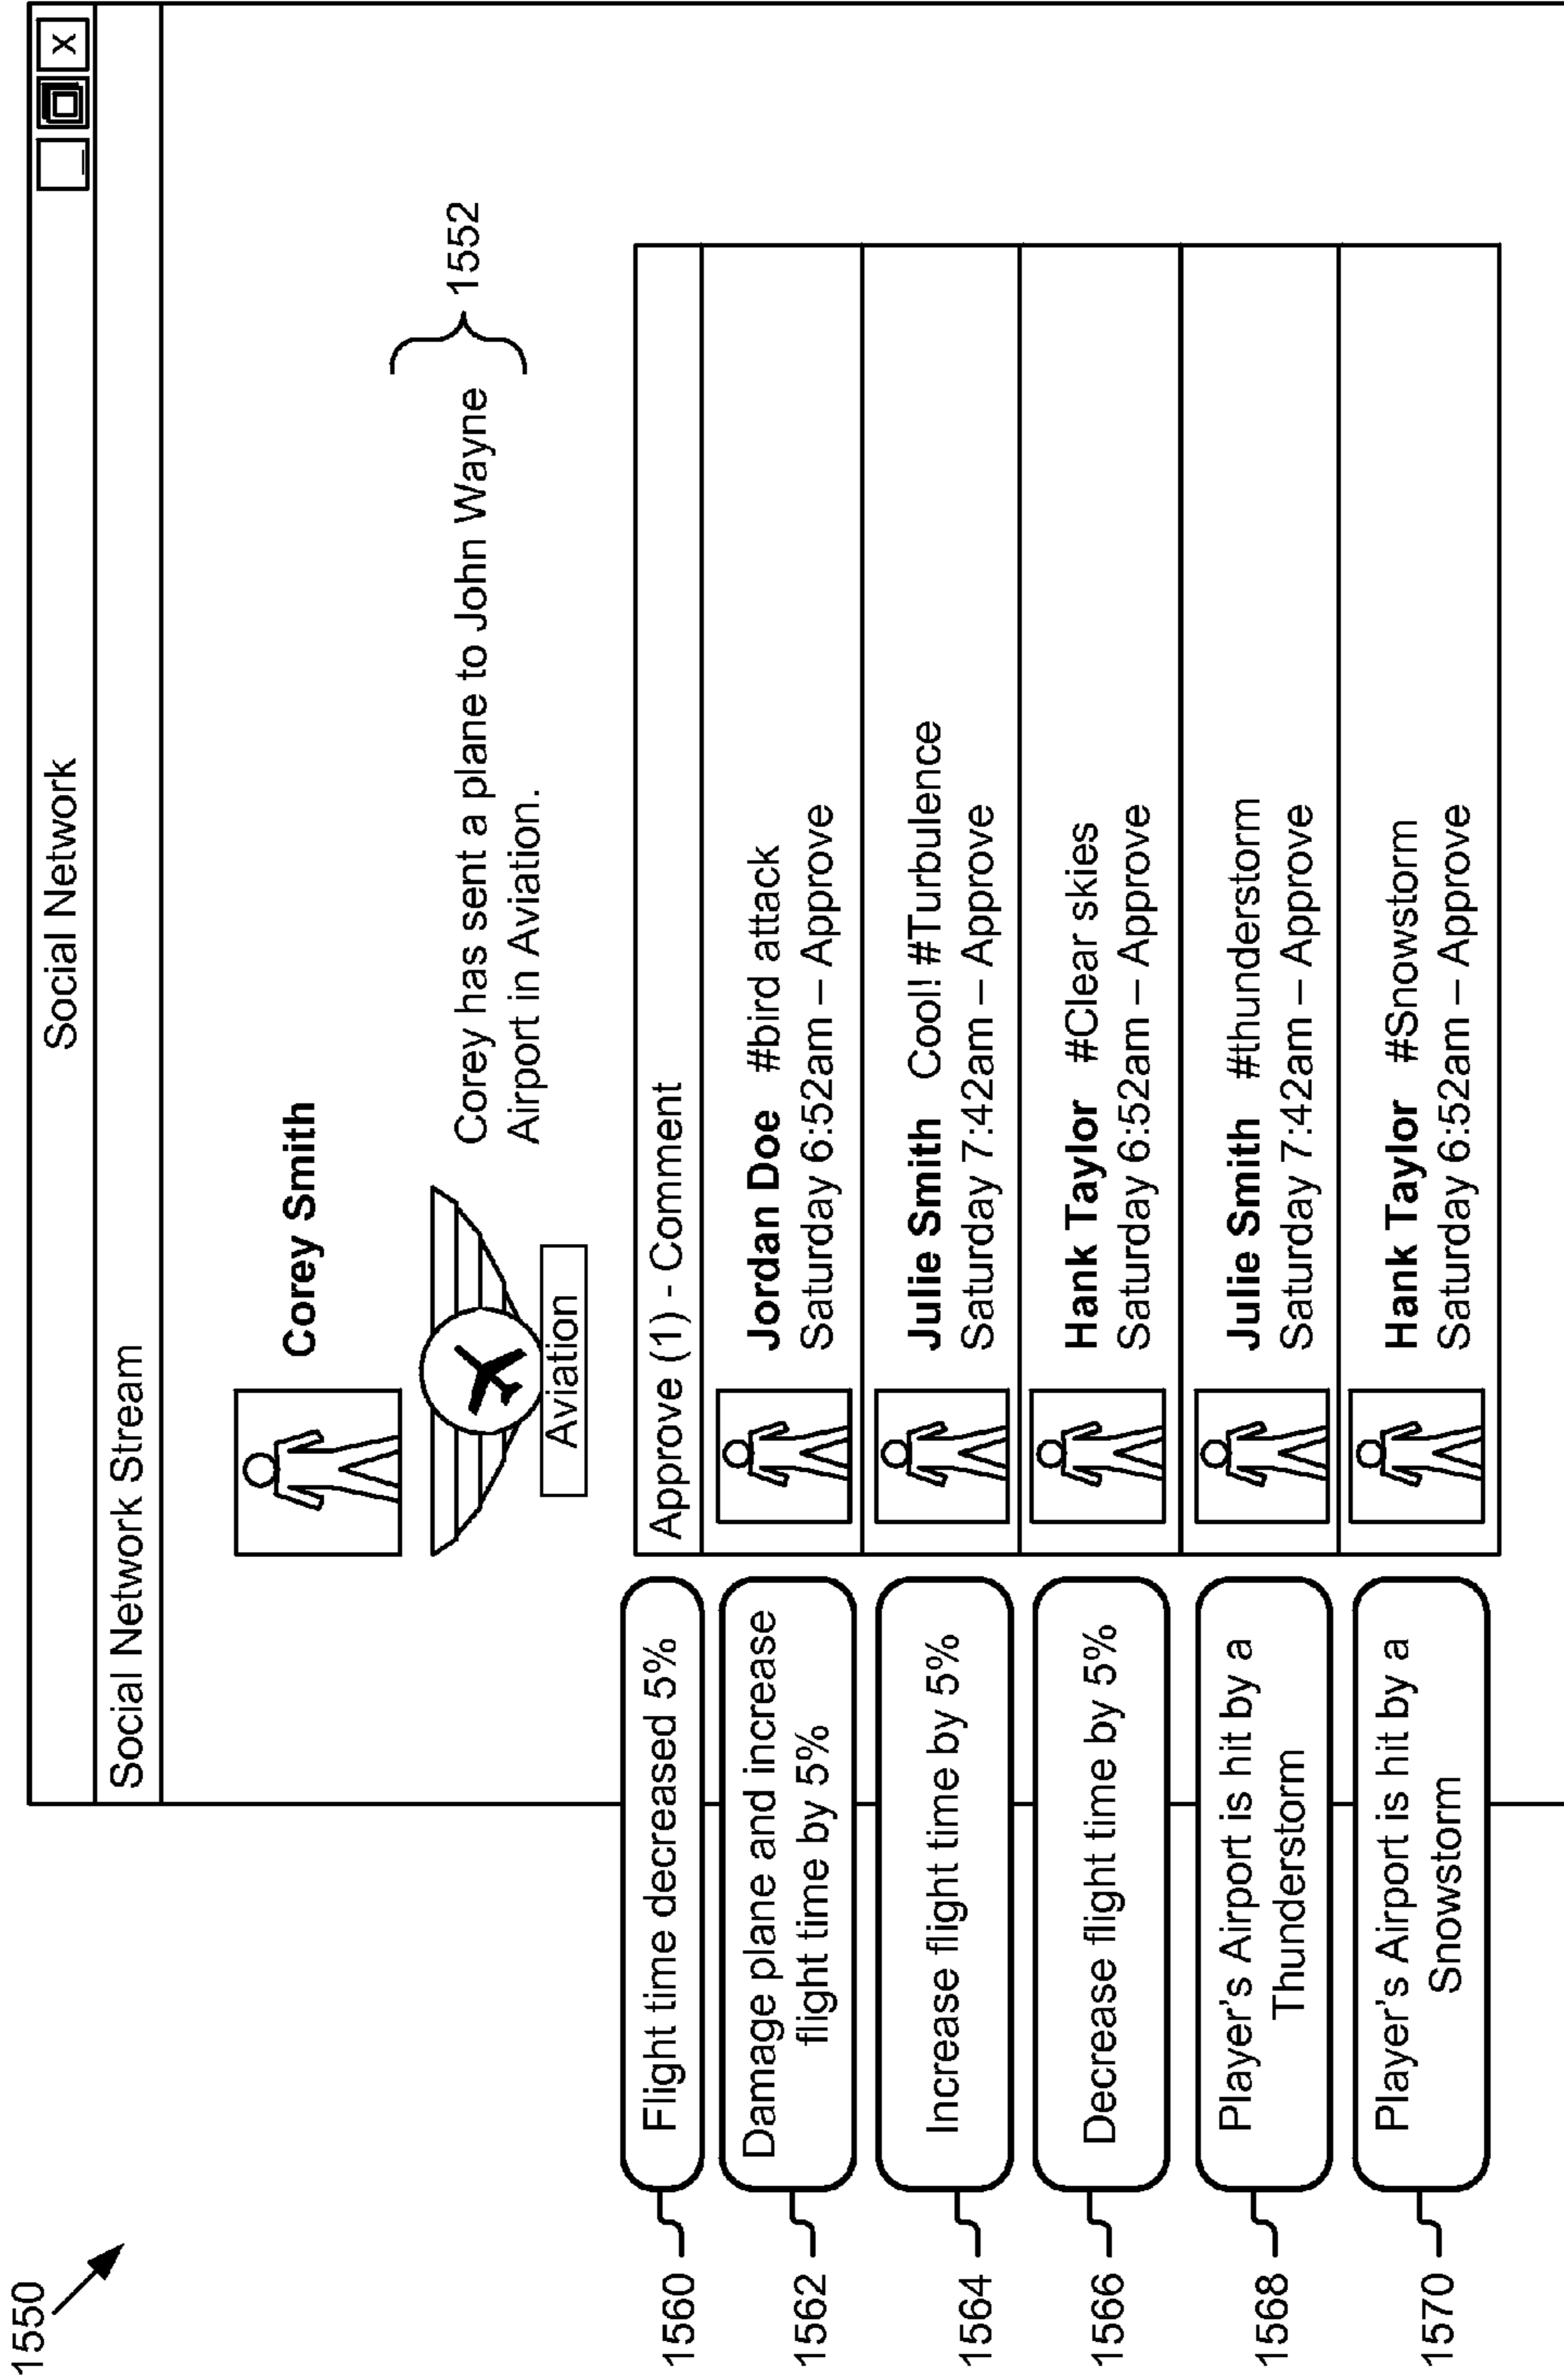 1550
Social Network
_ X
Social Network Stream
Corey Smith
Aviation
Corey has sent a plane to John Wayne
Airport in Aviation.
1552
1560
Flight time decreased 5%
Approve (1) - Comment
1562
Damage plane and increase
flight time by 5%
Jordan Doe #bird attack
Saturday 6:52am – Approve
1564
Increase flight time by 5%
Julie Smith Cool! #Turbulence
Saturday 7:42am – Approve
1566
Decrease flight time by 5%
Hank Taylor #Clear skies
Saturday 6:52am – Approve
1568
Player's Airport is hit by a
Thunderstorm
Julie Smith #thunderstorm
Saturday 7:42am – Approve
1570
Player's Airport is hit by a
Snowstorm
Hank Taylor #Snowstorm
Saturday 6:52am – Approve